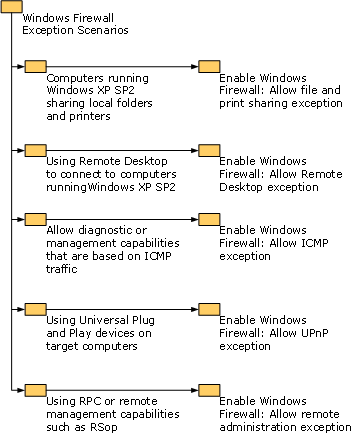 Windows Firewall
Exception Scenarios
Computers running
Windows XP SP2
sharing local folders
and printers
Enable Windows
Firewall: Allow file and
print sharing exception
Using Remote Desktop
to connect to computers
running Windows XP SP2
Enable Windows
Firewall: Allow Remote
Desktop exception
Allow diagnostic or
management capabilities
that are based on ICMP
traffic
Enable Windows
Firewall: Allow ICMP
exception
Using Universal Plug
and Play devices on
target computers
Enable Windows
Firewall: Allow UPnP
exception
Using RPC or remote
management capabilities
such as RSop
Enable Windows
Firewall: Allow remote
administration exception